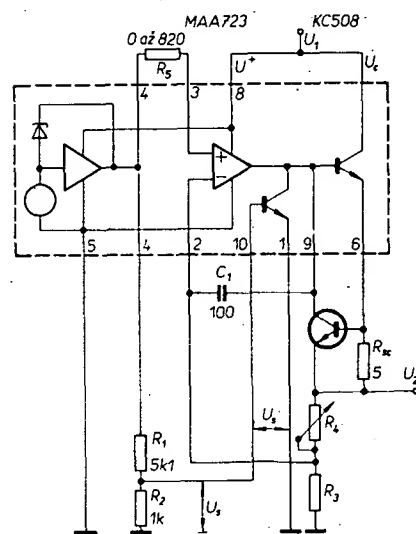 MAA723 KC508
0 až 820
R5
U1
U+
Uc
4 3 8
+
−
5 4 2 10 1 9 6
C1
100
Rsc
5
U2
Us
R4
R1
5k1
R2
1k
Us
R3